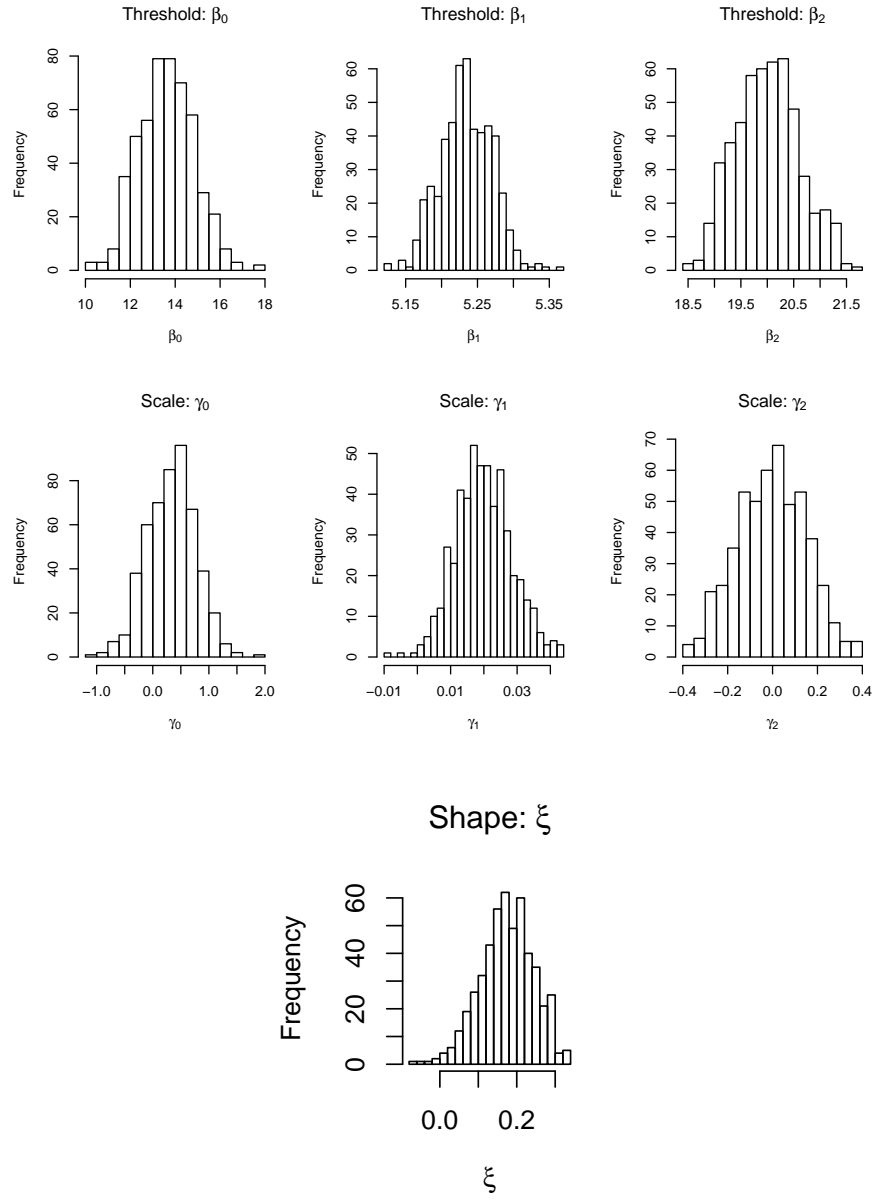 Threshold: β₀
Frequency
0 20 40 60 80
10 12 14 16 18
β₀
Threshold: β₁
Frequency
0 10 20 30 40 50 60
5.15 5.25 5.35
β₁
Threshold: β₂
Frequency
0 10 20 30 40 50 60
18.5 19.5 20.5 21.5
β₂
Scale: γ₀
Frequency
0 20 40 60 80
−1.0 0.0 1.0 2.0
γ₀
Scale: γ₁
Frequency
0 10 20 30 40 50
−0.01 0.01 0.03
γ₁
Scale: γ₂
Frequency
0 10 20 30 40 50 60 70
−0.4 −0.2 0.0 0.2 0.4
γ₂
Shape: ξ
Frequency
0 20 40 60
0.0 0.2
ξ